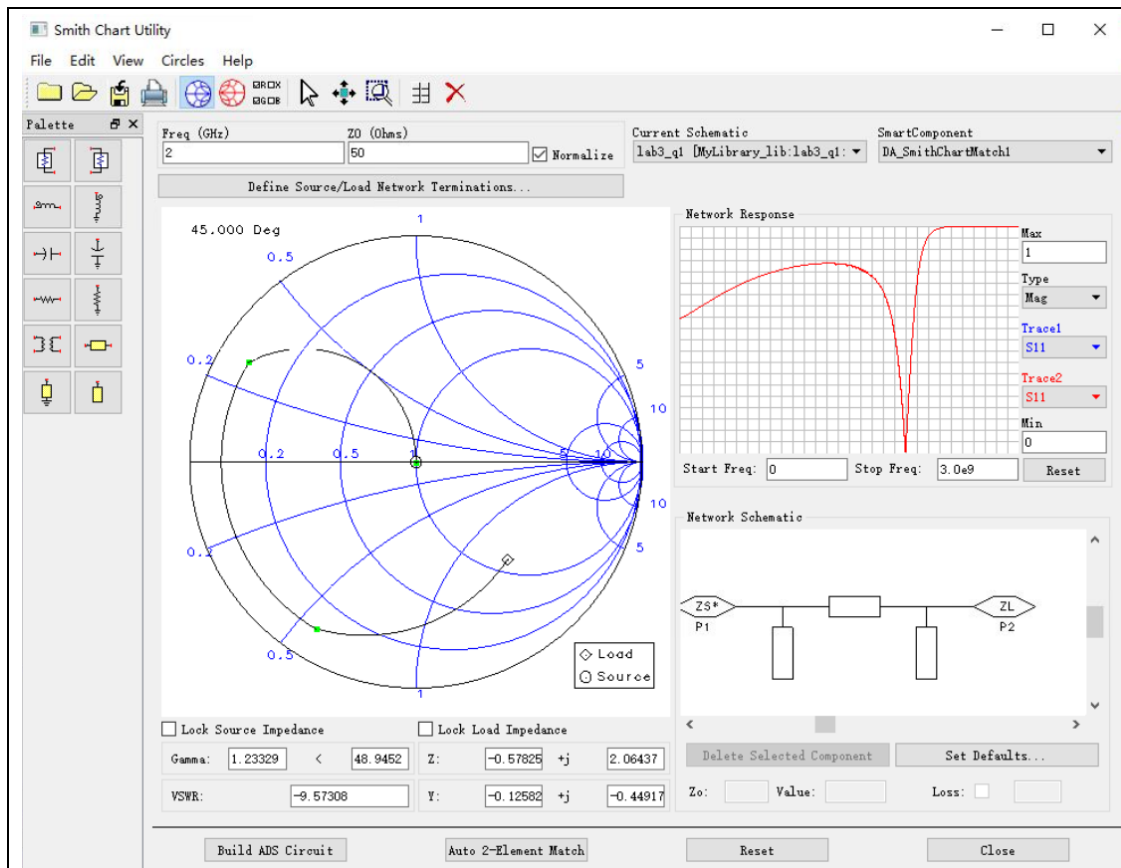 Smith Chart Utility
File Edit View Circles Help
Palette
Freq (GHz) Z0 (Ohms)
2 50 Normalize
Current Schematic SmartComponent
lab3_q1 [MyLibrary_lib:lab3_q1: DA_SmithChartMatch1
Define Source/Load Network Terminations...
45.000 Deg
1
0.5
0.2
5
10
0.2 0.5 1 5 10
10
0.2
5
0.5
1
Load
Source
Network Response
Max
1
Type
Mag
Trace1
S11
Trace2
S11
Min
0
Start Freq: 0 Stop Freq: 3.0e9 Reset
Network Schematic
ZS* ZL
P1 P2
Lock Source Impedance Lock Load Impedance
Gamma: 1.23329 < 48.9452 Z: -0.57825 +j 2.06437
VSWR: -9.57308 Y: -0.12582 +j -0.44917
Delete Selected Component Set Defaults...
Zo: Value: Loss:
Build ADS Circuit Auto 2-Element Match Reset Close